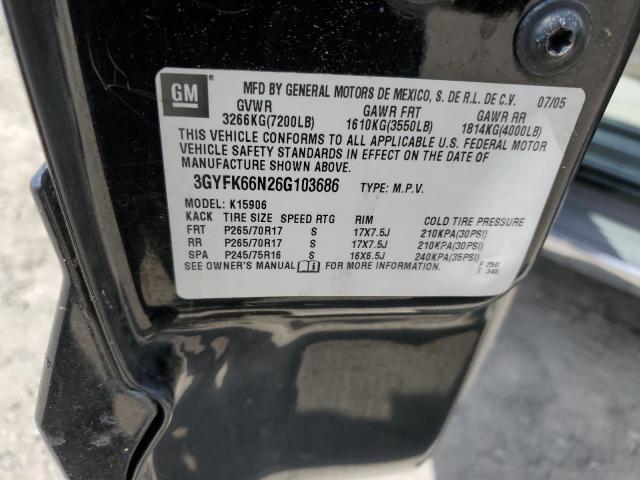 GM ® MFD BY GENERAL MOTORS DE MEXICO, S. DE R.L. DE C.V. 07/05
GVWR GAWR FRT GAWR RR
3266KG(7200LB) 1610KG(3550LB) 1814KG(4000LB)
THIS VEHICLE CONFORMS TO ALL APPLICABLE U.S. FEDERAL MOTOR
VEHICLE SAFETY STANDARDS IN EFFECT ON THE DATE OF
MANUFACTURE SHOWN ABOVE.
3GYFK66N26G103686 TYPE: M.P.V.
MODEL: K15906
KACK TIRE SIZE SPEED RTG RIM COLD TIRE PRESSURE
FRT P265/70R17 S 17X7.5J 210KPA(30PSI)
RR P265/70R17 S 17X7.5J 210KPA(30PSI)
SPA P245/75R16 S 16X6.5J 240KPA(35PSI)
SEE OWNER'S MANUAL FOR MORE INFORMATION. F 250
T 345